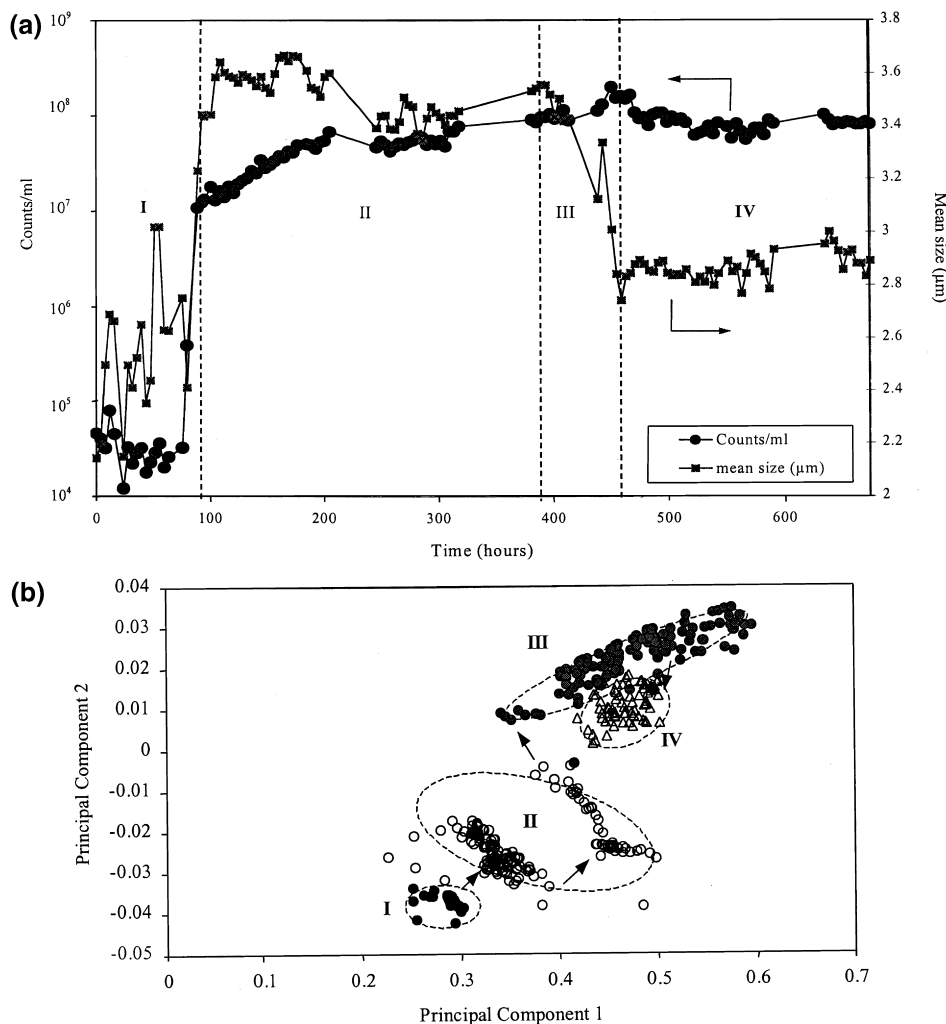 (a)
10⁹
10⁸
10⁷
10⁶
10⁵
10⁴
Counts/ml
3.8
3.6
3.4
3.2
3
2.8
2.6
2.4
2.2
2
Mean size (µm)
I
II
III
IV
Counts/ml
mean size (µm)
0 100 200 300 400 500 600
Time (hours)
(b)
0.04
0.03
0.02
0.01
0
-0.01
-0.02
-0.03
-0.04
-0.05
Principal Component 2
III
IV
II
I
0 0.1 0.2 0.3 0.4 0.5 0.6 0.7
Principal Component 1